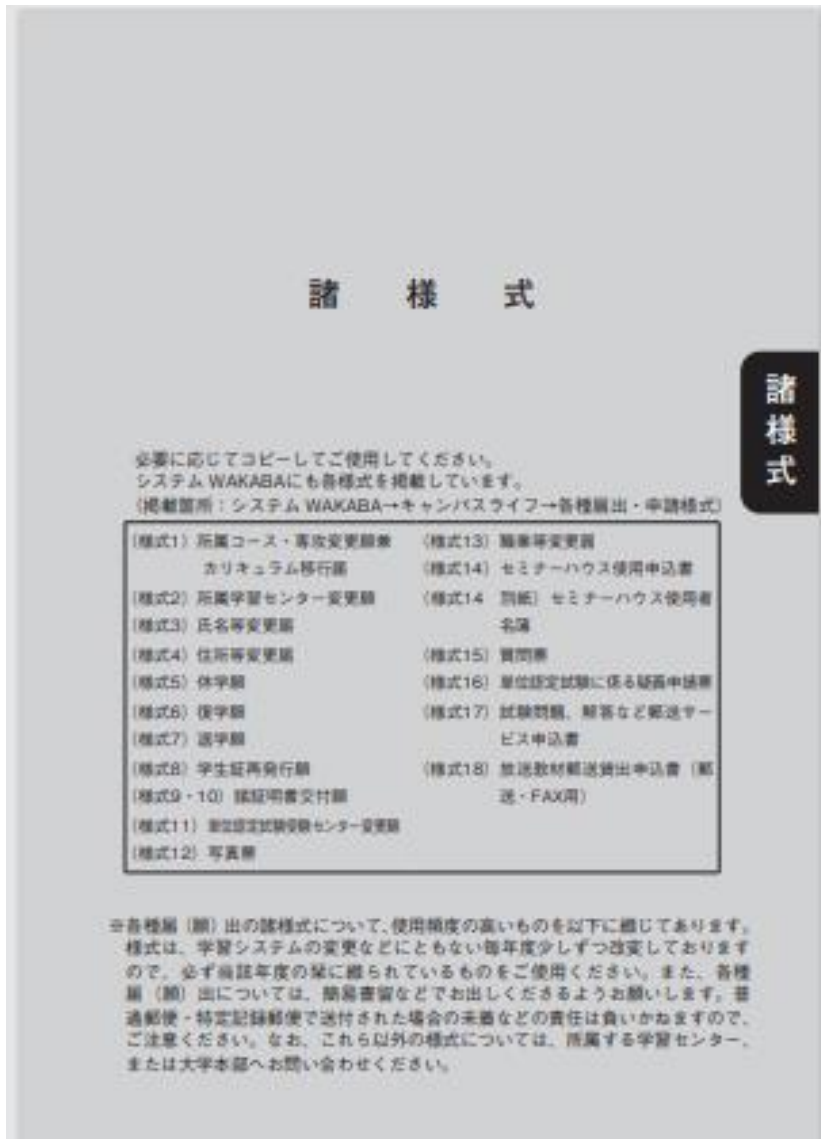 諸　様　式
諸様式
必要に応じてコピーしてご使用してください。
システム WAKABAにも各様式を掲載しています。
（掲載箇所：システム WAKABA→キャンパスライフ→各種届出・申請様式）
（様式1）所属コース・専攻変更願兼
カリキュラム移行届
（様式2）所属学習センター変更願
（様式3）氏名等変更届
（様式4）住所等変更届
（様式5）休学願
（様式6）復学願
（様式7）退学願
（様式8）学生証再発行願
（様式9・10）諸証明書交付願
（様式11）単位認定試験受験センター変更願
（様式12）写真票
（様式13）職業等変更届
（様式14）セミナーハウス使用申込書
（様式14　別紙）セミナーハウス使用者
名簿
（様式15）質問票
（様式16）単位認定試験に係る疑義申請票
（様式17）試験問題、解答など郵送サー
ビス申込書
（様式18）放送教材郵送貸出申込書（郵
送・FAX用）
※各種届（願）出の諸様式について、使用頻度の高いものを以下に綴じてあります。
様式は、学習システムの変更などにともない毎年度少しずつ改変しております
ので、必ず当該年度の栞に綴られているものをご使用ください。また、各種
届（願）出については、簡易書留などでお出しくださるようお願いします。普
通郵便・特定記録郵便で送付された場合の未着などの責任は負いかねますので、
ご注意ください。なお、これら以外の様式については、所属する学習センター、
または大学本部へお問い合わせください。